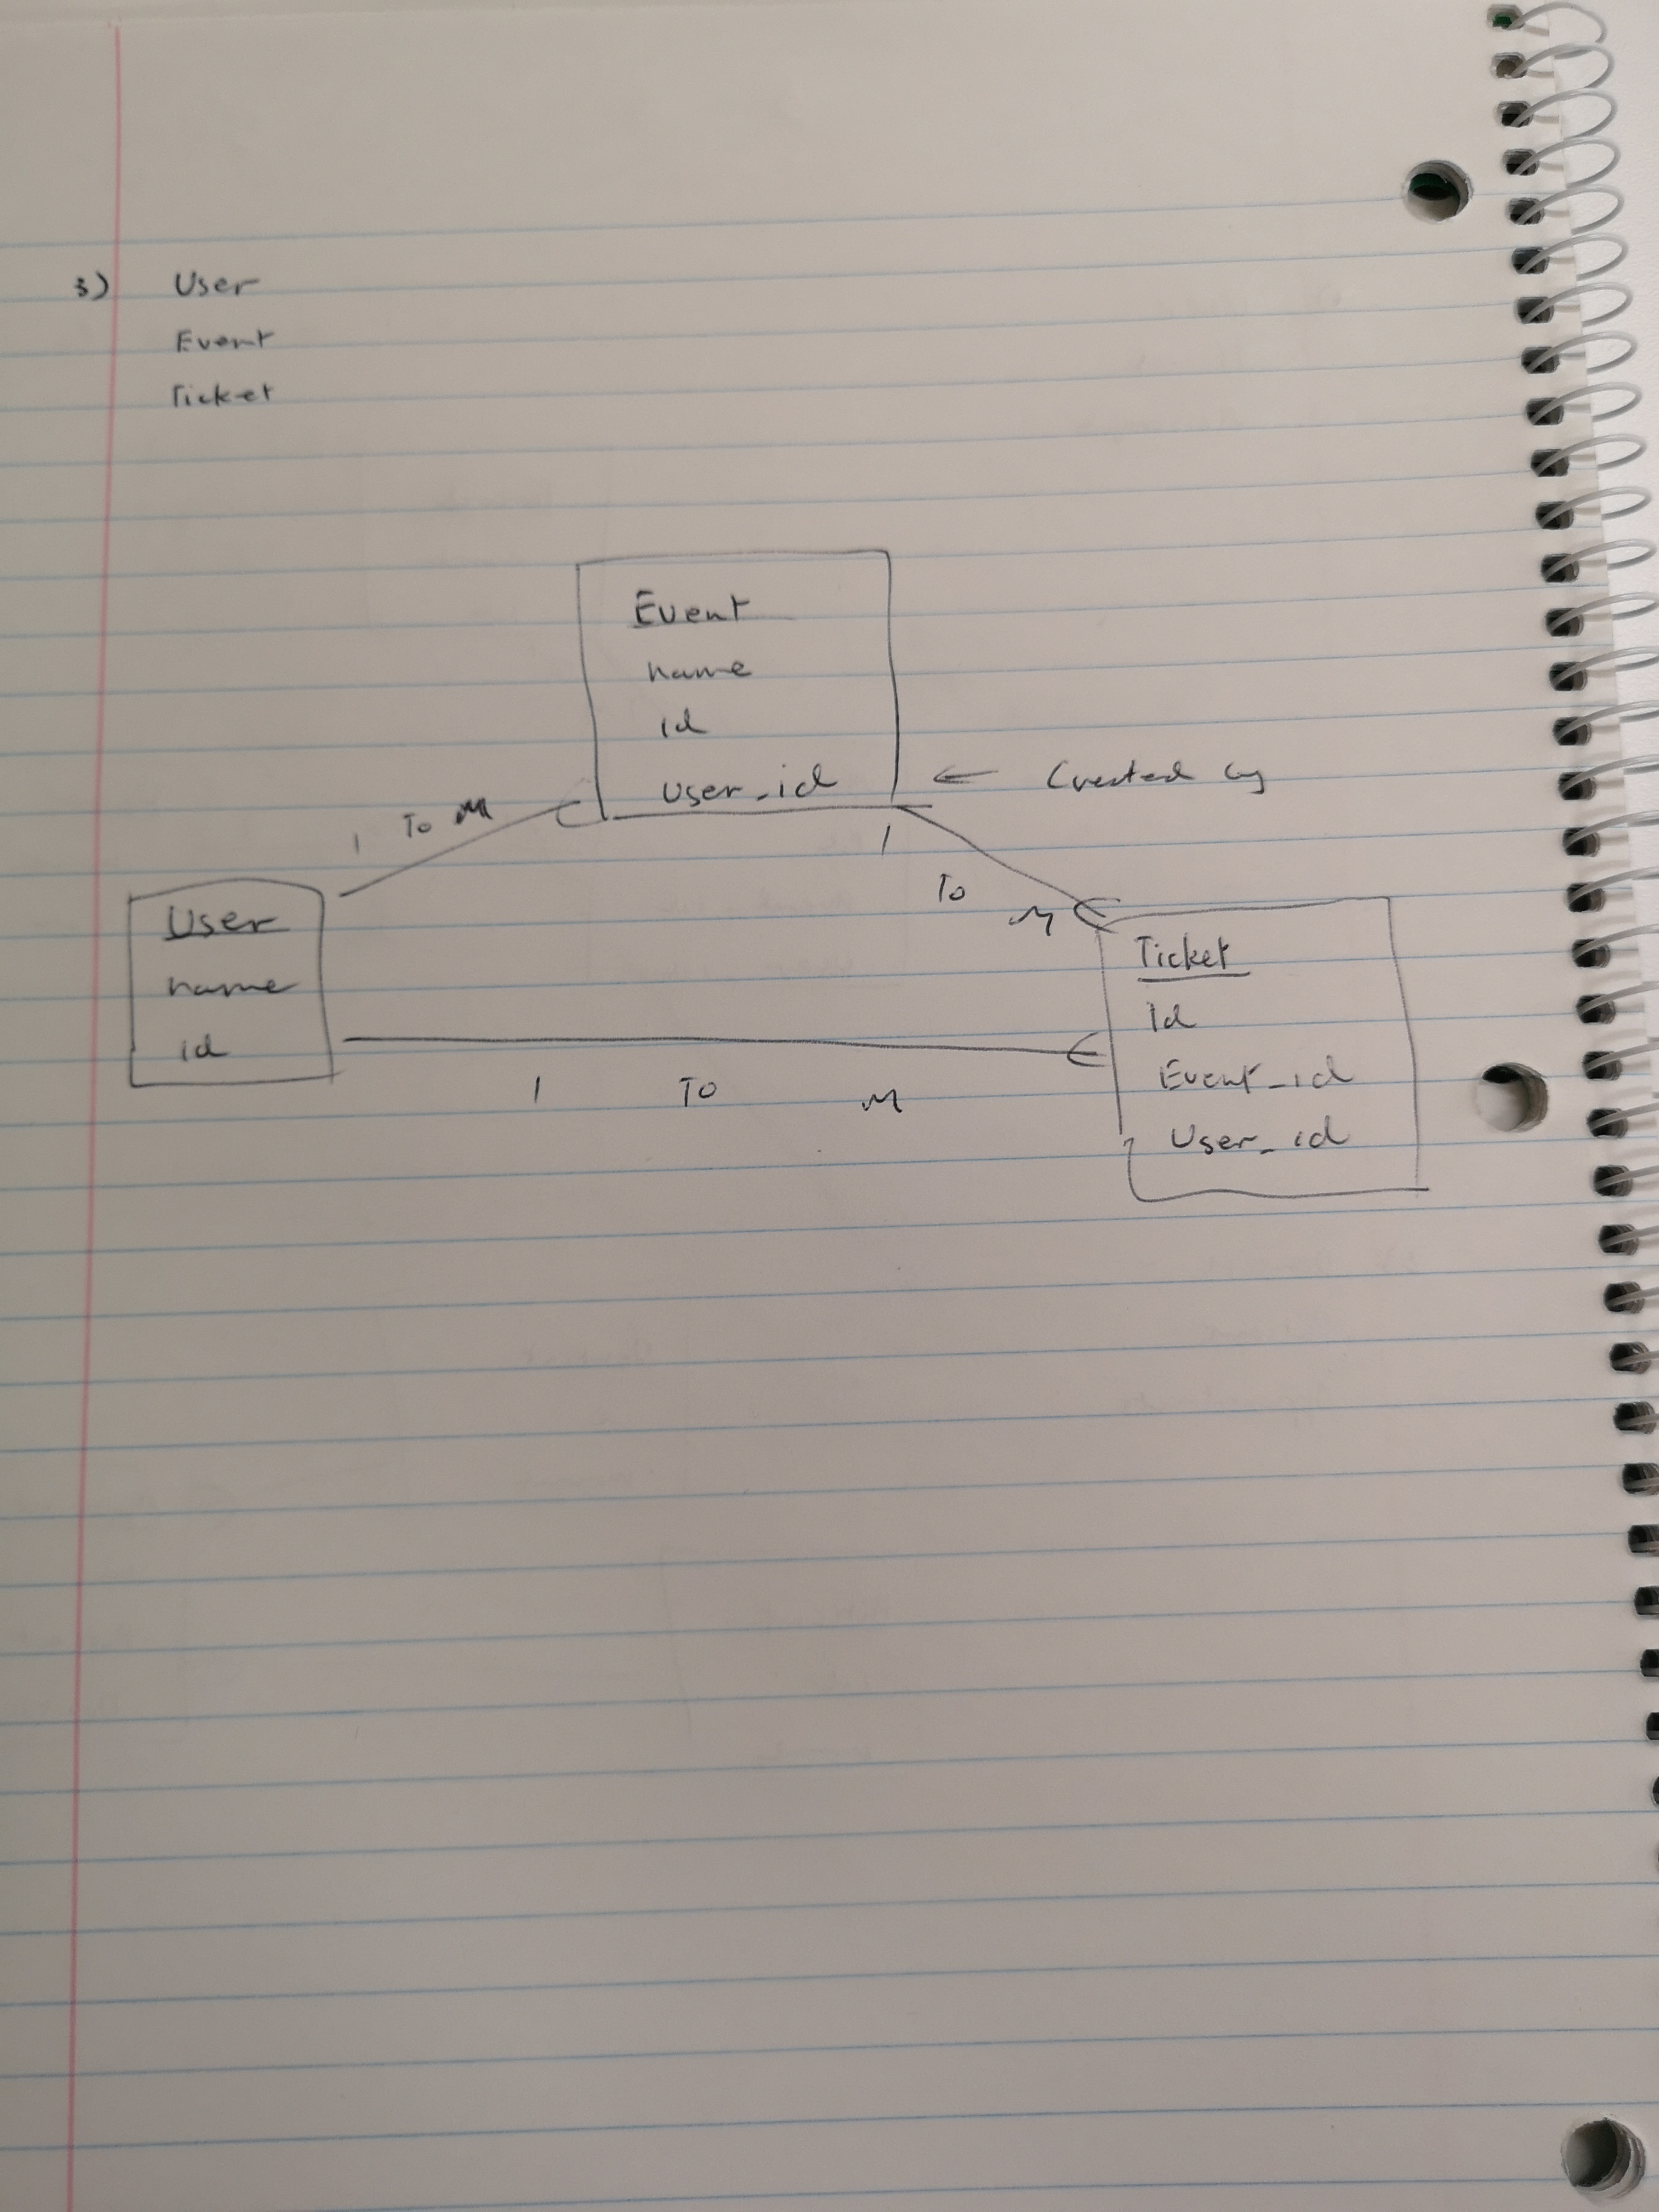 3) User
Event
Ticket
Event
name
id
User_id ← Created by
1 To M
1
To
M
User
name
id
1 To M
Ticket
Id
Event_id
User_id